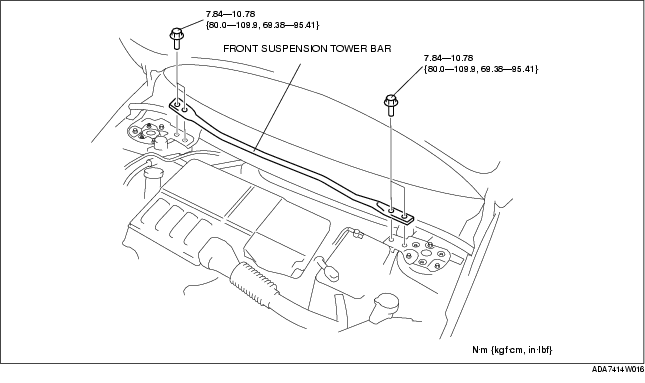 7.84—10.78
{80.0—109.9, 69.38—95.41}
FRONT SUSPENSION TOWER BAR
7.84—10.78
{80.0—109.9, 69.38—95.41}
N·m {kgf·cm, in·lbf}
ADA7414W016